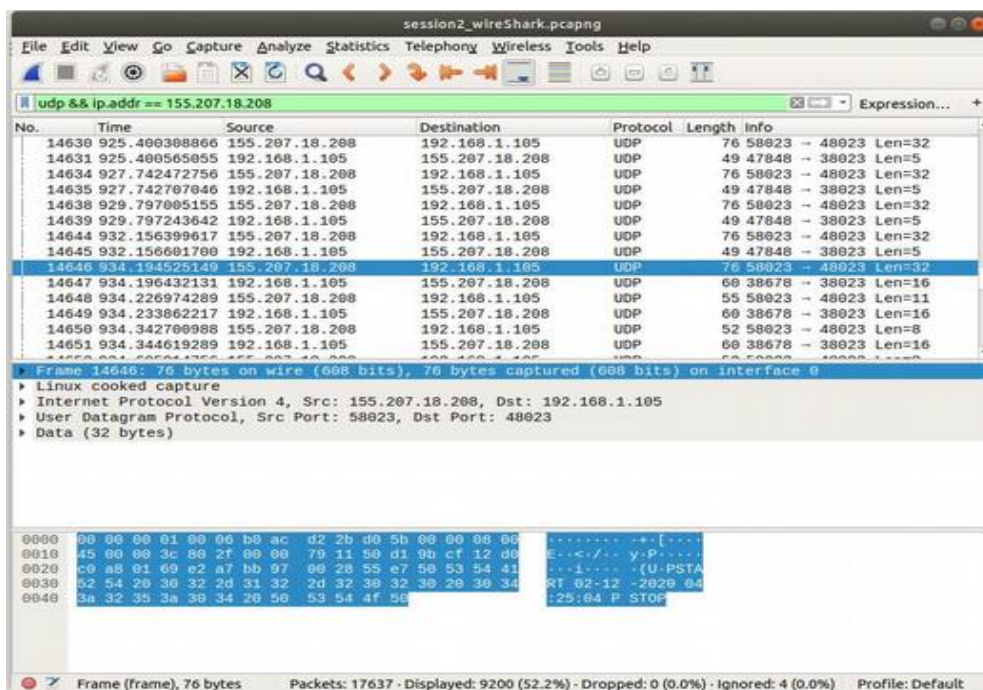 session2_wireShark.pcapng
File Edit View Go Capture Analyze Statistics Telephony Wireless Tools Help
udp && ip.addr == 155.207.18.208 Expression... +
No. Time Source Destination Protocol Length Info
14630 925.400308866 155.207.18.208 192.168.1.105 UDP 76 58023 → 48023 Len=32
14631 925.400565055 192.168.1.105 155.207.18.208 UDP 49 47848 → 38023 Len=5
14634 927.742472756 155.207.18.208 192.168.1.105 UDP 76 58023 → 48023 Len=32
14635 927.742707046 192.168.1.105 155.207.18.208 UDP 49 47848 → 38023 Len=5
14638 929.797005155 155.207.18.208 192.168.1.105 UDP 76 58023 → 48023 Len=32
14639 929.797243642 192.168.1.105 155.207.18.208 UDP 49 47848 → 38023 Len=5
14644 932.156399617 155.207.18.208 192.168.1.105 UDP 76 58023 → 48023 Len=32
14645 932.156601700 192.168.1.105 155.207.18.208 UDP 49 47848 → 38023 Len=5
14646 934.194525149 155.207.18.208 192.168.1.105 UDP 76 58023 → 48023 Len=32
14647 934.196432131 192.168.1.105 155.207.18.208 UDP 60 38678 → 38023 Len=16
14648 934.226974289 155.207.18.208 192.168.1.105 UDP 55 58023 → 48023 Len=11
14649 934.233862217 192.168.1.105 155.207.18.208 UDP 60 38678 → 38023 Len=16
14650 934.342700988 155.207.18.208 192.168.1.105 UDP 52 58023 → 48023 Len=8
14651 934.344619289 192.168.1.105 155.207.18.208 UDP 60 38678 → 38023 Len=16
Frame 14646: 76 bytes on wire (608 bits), 76 bytes captured (608 bits) on interface 0
Linux cooked capture
Internet Protocol Version 4, Src: 155.207.18.208, Dst: 192.168.1.105
User Datagram Protocol, Src Port: 58023, Dst Port: 48023
Data (32 bytes)
0000 00 00 00 01 00 06 b0 ac d2 2b d0 5b 00 00 08 00 ········ ·+·[····
0010 45 00 00 3c 80 2f 00 00 79 11 50 d1 9b cf 12 d0 E··<·/·· y·P·····
0020 c0 a8 01 69 e2 a7 bb 97 00 28 55 e7 50 53 54 41 ···i···· ·(U·PSTA
0030 52 54 20 30 32 2d 31 32 2d 32 30 32 30 20 30 34 RT 02-12 -2020 04
0040 3a 32 35 3a 30 34 20 50 53 54 4f 50 :25:04 P STOP
Frame (frame), 76 bytes Packets: 17637 · Displayed: 9200 (52.2%) · Dropped: 0 (0.0%) · Ignored: 4 (0.0%) Profile: Default